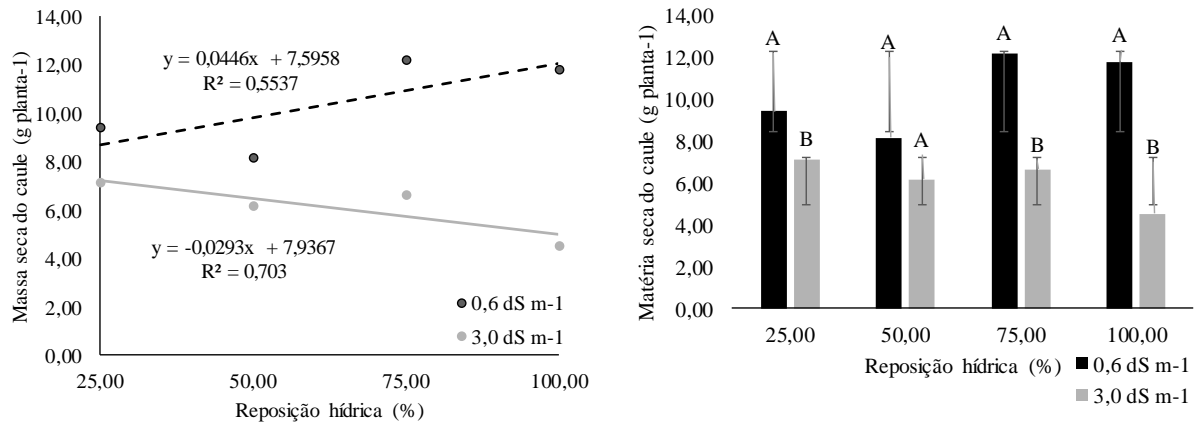 Massa seca do caule (g planta-1)
14,00
12,00
10,00
8,00
6,00
4,00
2,00
0,00
y = 0,0446x + 7,5958
R² = 0,5537
y = -0,0293x + 7,9367
R² = 0,703
0,6 dS m-1
3,0 dS m-1
25,00 50,00 75,00 100,00
Reposição hídrica (%)
Matéria seca do caule (g planta-1)
14,00
12,00
10,00
8,00
6,00
4,00
2,00
0,00
A A A A
B A B B
25,00 50,00 75,00 100,00
Reposição hídrica (%)
0,6 dS m-1
3,0 dS m-1